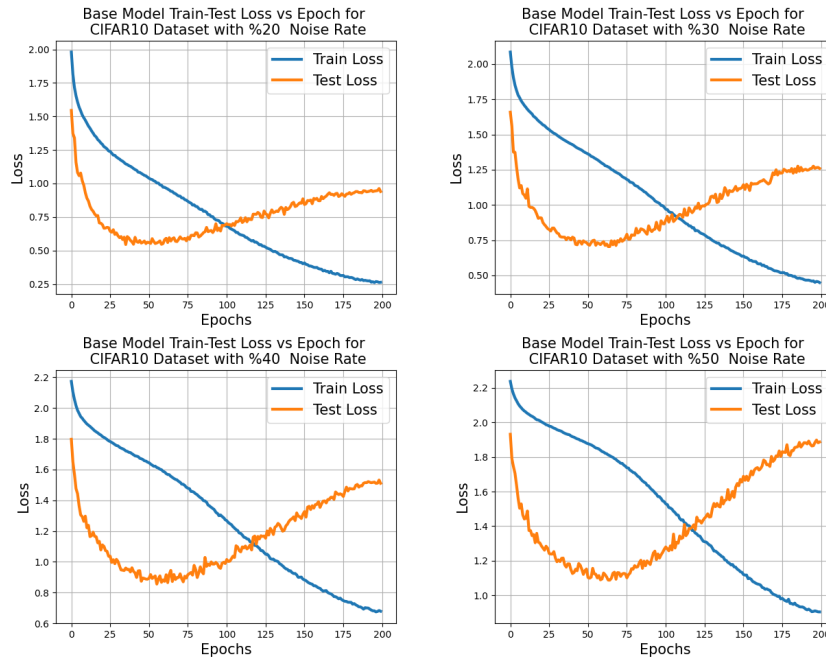 Base Model Train-Test Loss vs Epoch for
CIFAR10 Dataset with %20  Noise Rate
2.00
1.75
1.50
1.25
1.00
0.75
0.50
0.25
Loss
Train Loss
Test Loss
0 25 50 75 100 125 150 175 200
Epochs
Base Model Train-Test Loss vs Epoch for
CIFAR10 Dataset with %30  Noise Rate
2.00
1.75
1.50
1.25
1.00
0.75
0.50
Loss
Train Loss
Test Loss
0 25 50 75 100 125 150 175 200
Epochs
Base Model Train-Test Loss vs Epoch for
CIFAR10 Dataset with %40  Noise Rate
2.2
2.0
1.8
1.6
1.4
1.2
1.0
0.8
0.6
Loss
Train Loss
Test Loss
0 25 50 75 100 125 150 175 200
Epochs
Base Model Train-Test Loss vs Epoch for
CIFAR10 Dataset with %50  Noise Rate
2.2
2.0
1.8
1.6
1.4
1.2
1.0
Loss
Train Loss
Test Loss
0 25 50 75 100 125 150 175 200
Epochs